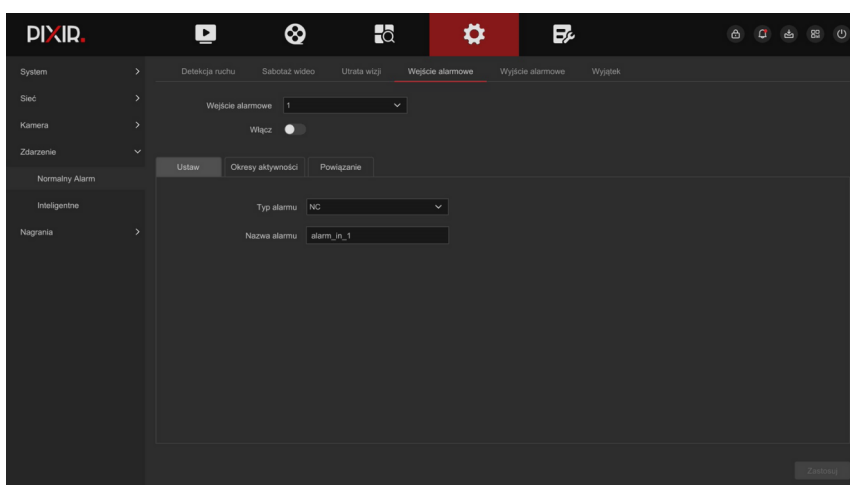 PIXIR.
System
Sieć
Kamera
Zdarzenie
Normalny Alarm
Inteligentne
Nagrania
Detekcja ruchu Sabotaż wideo Utrata wizji Wejście alarmowe Wyjście alarmowe Wyjątek
Wejście alarmowe 1
Włącz
Ustaw Okresy aktywności Powiązanie
Typ alarmu NC
Nazwa alarmu alarm_in_1
Zastosuj